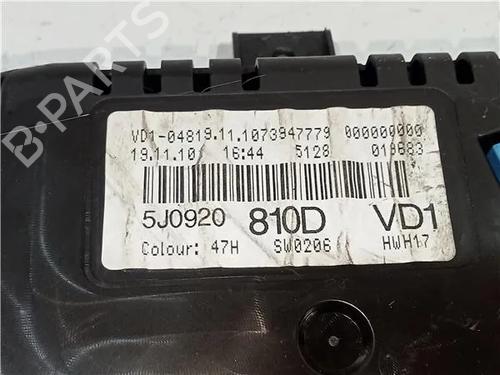 B-PARTS
VD1-04819.11.1073947779 000000000
19.11.10 16:44 5128 018683
5J0920 810D VD1
Colour: 47H SW0206 HWH17